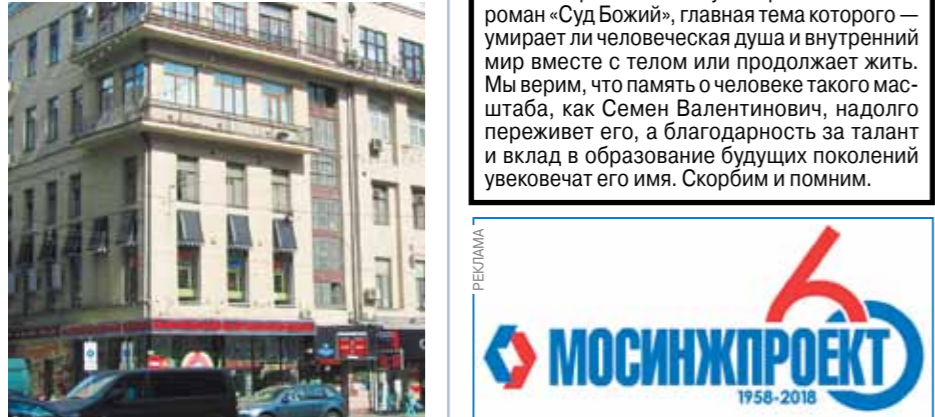 роман «Суд Божий», главная тема которого —
умирает ли человеческая душа и внутренний
мир вместе с телом или продолжает жить.
Мы верим, что память о человеке такого мас-
штаба, как Семен Валентинович, надолго
переживет его, а благодарность за талант
и вклад в образование будущих поколений
увековечат его имя. Скорбим и помним.
РЕКЛАМА
60
МОСИНЖПРОЕКТ
1958-2018